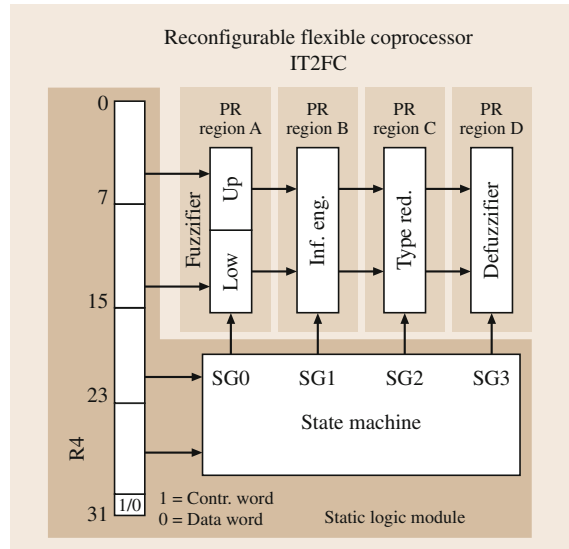 Reconfigurable flexible coprocessor
IT2FC
PR
region A
PR
region B
PR
region C
PR
region D
0
7
15
23
31
R4
1/0
Fuzzifier
Up
Low
Inf. eng.
Type red.
Defuzzifier
SG0
SG1
SG2
SG3
State machine
1 = Contr. word
0 = Data word
Static logic module